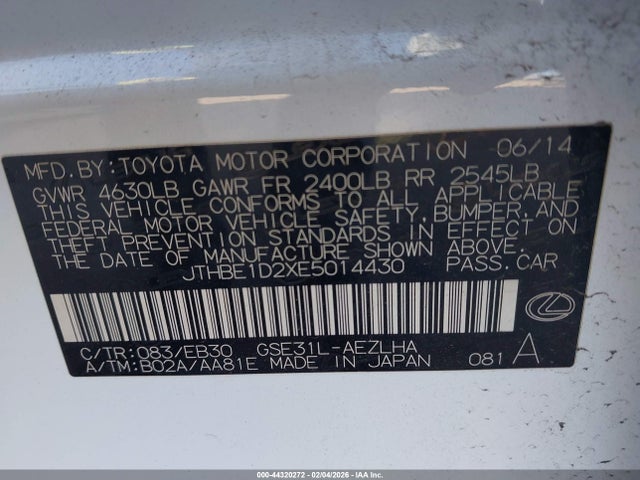 MFD.BY:TOYOTA MOTOR CORPORATION 06/14
GVWR 4630LB GAWR FR 2400LB RR 2545LB
THIS VEHICLE CONFORMS TO ALL APPLICABLE
FEDERAL MOTOR VEHICLE SAFETY,BUMPER,AND
THEFT PREVENTION STANDARDS IN EFFECT ON
THE DATE OF MANUFACTURE SHOWN ABOVE.
JTHBE1D2XE5014430 PASS.CAR
C/TR:083/EB30 GSE31L-AEZLHA
A/TM:B02A/AA81E MADE IN JAPAN 081 A
000-44320272 - 02/04/2026 - IAAI.COM